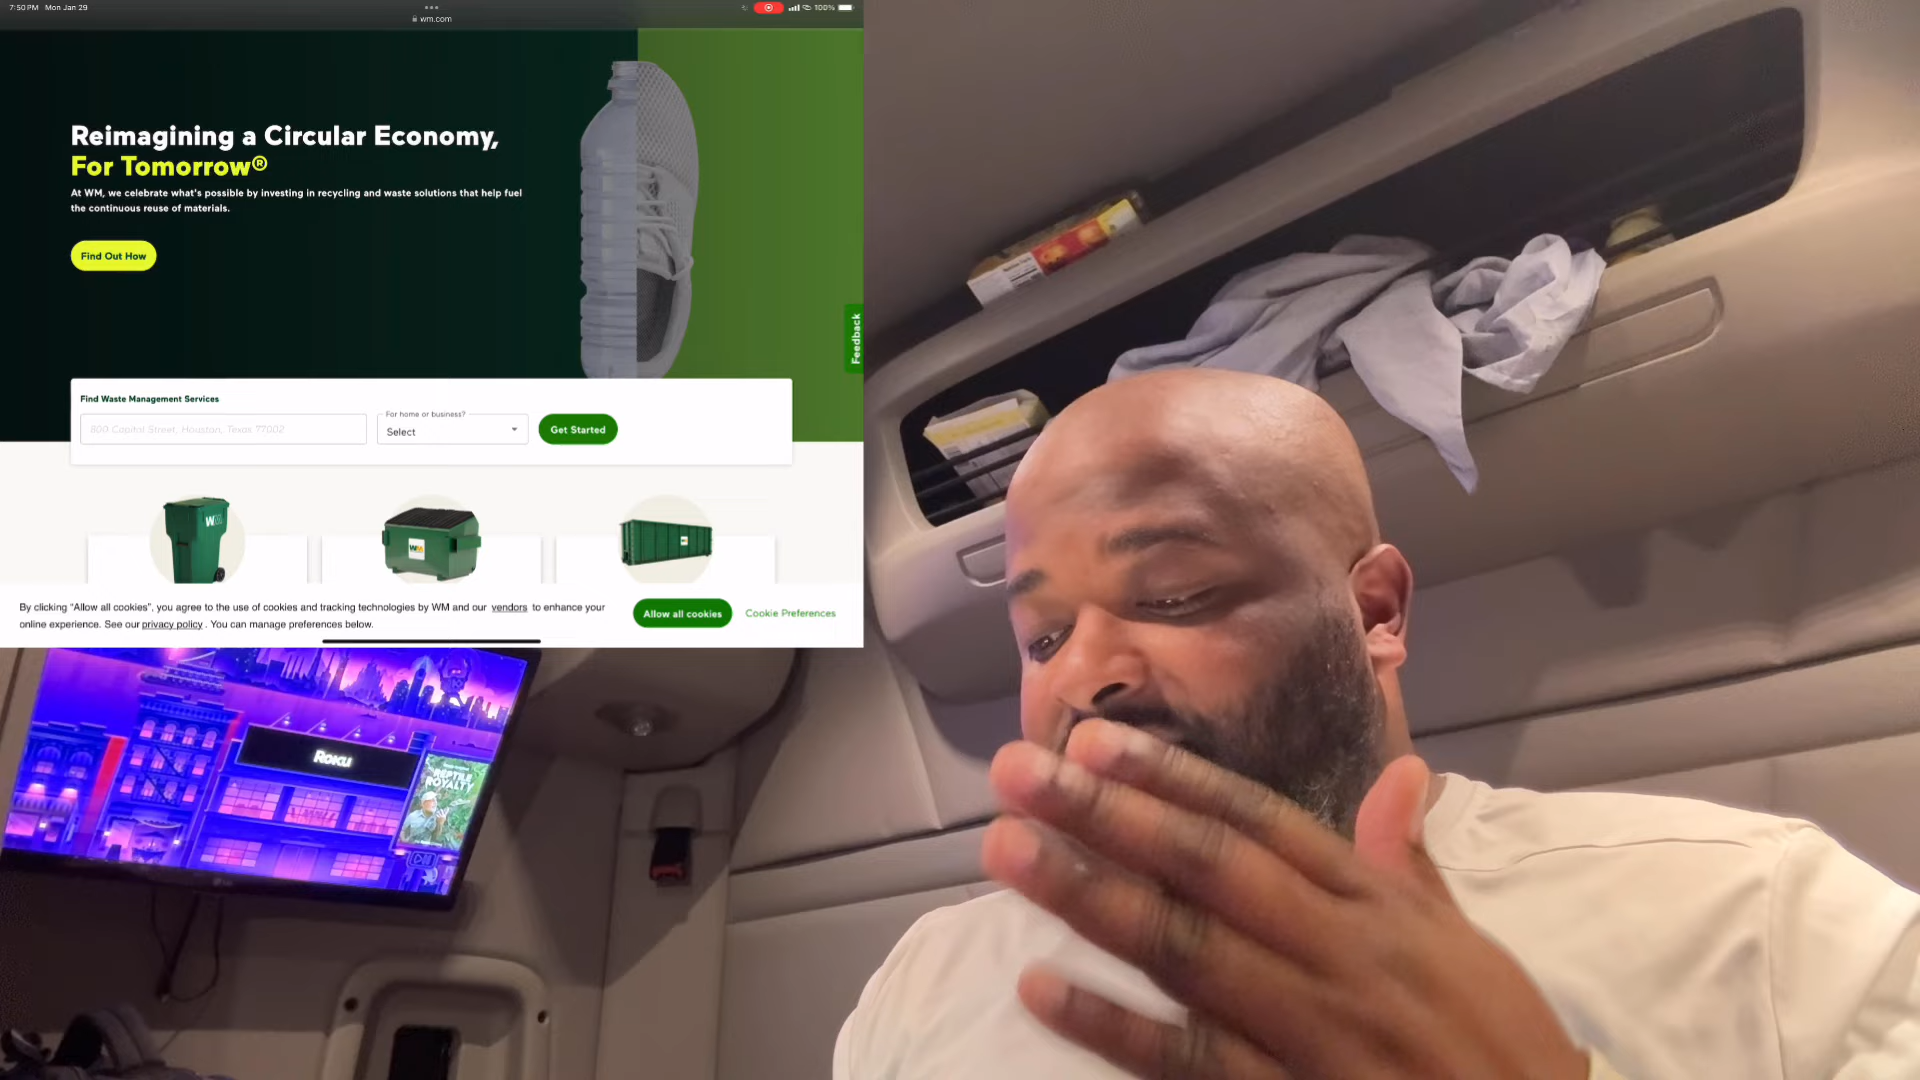 7:50 PM Mon Jan 29
100%
wm.com
Reimagining a Circular Economy,
For Tomorrow®
At WM, we celebrate what's possible by investing in recycling and waste solutions that help fuel
the continuous reuse of materials.
Find Out How
Feedback
Find Waste Management Services
800 Capitol Street, Houston, Texas 77002
For home or business?
Select
Get Started
W
WM
By clicking "Allow all cookies", you agree to the use of cookies and tracking technologies by WM and our vendors to enhance your
online experience. See our privacy policy . You can manage preferences below.
Allow all cookies
Cookie Preferences
Roku
REPTILE
ROYALTY
LG